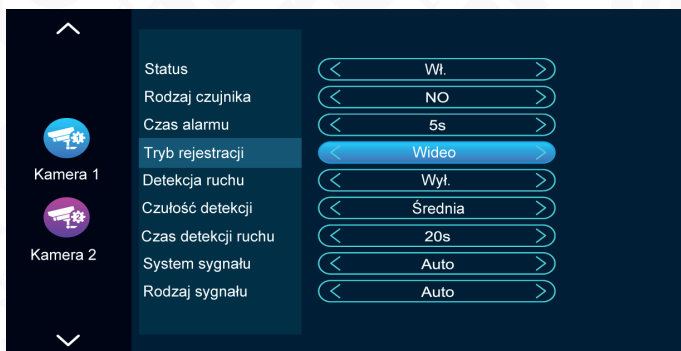 Kamera 1
Kamera 2
Status Wł.
Rodzaj czujnika NO
Czas alarmu 5s
Tryb rejestracji Wideo
Detekcja ruchu Wył.
Czułość detekcji Średnia
Czas detekcji ruchu 20s
System sygnału Auto
Rodzaj sygnału Auto